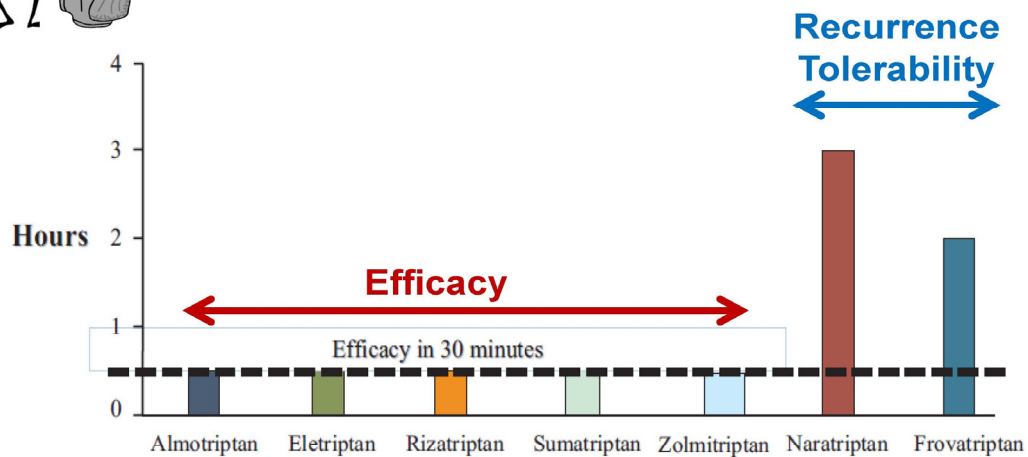 Recurrence
Tolerability
4
3
Hours 2
Efficacy
1
Efficacy in 30 minutes
0
Almotriptan Eletriptan Rizatriptan Sumatriptan Zolmitriptan Naratriptan Frovatriptan